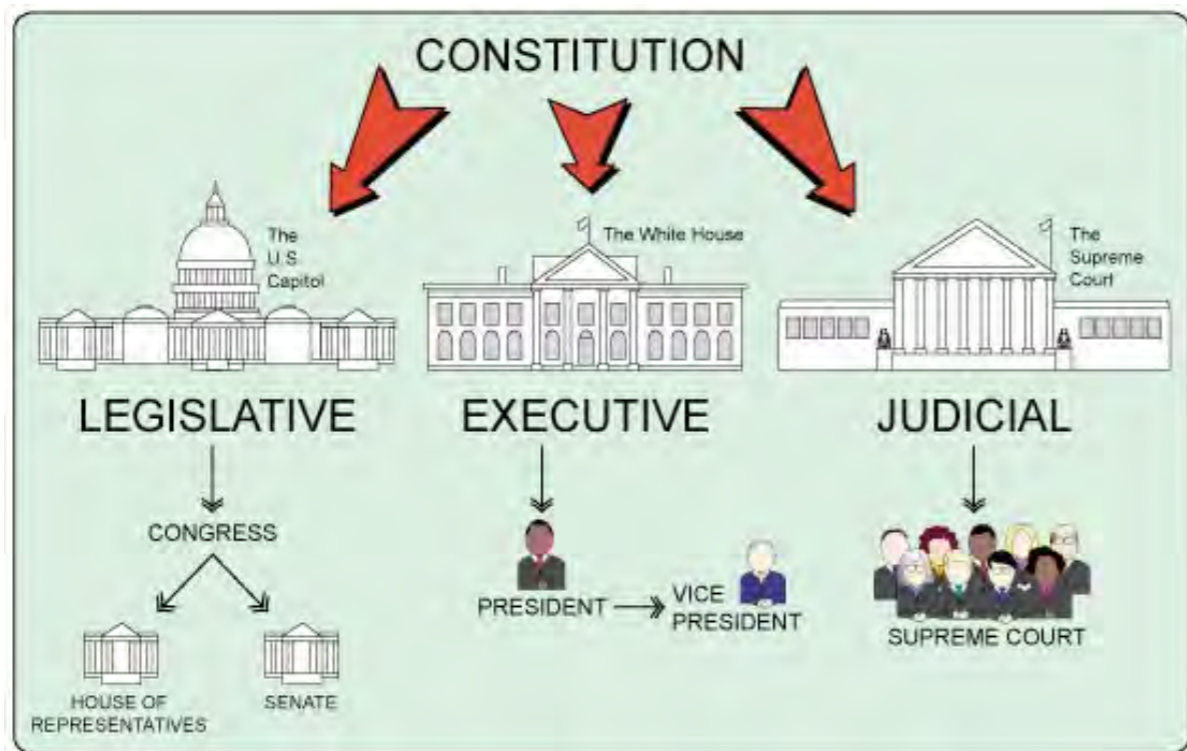 CONSTITUTION
The
U.S.
Capitol
The White House
The
Supreme
Court
LEGISLATIVE
EXECUTIVE
JUDICIAL
CONGRESS
PRESIDENT
VICE
PRESIDENT
SUPREME COURT
HOUSE OF
REPRESENTATIVES
SENATE